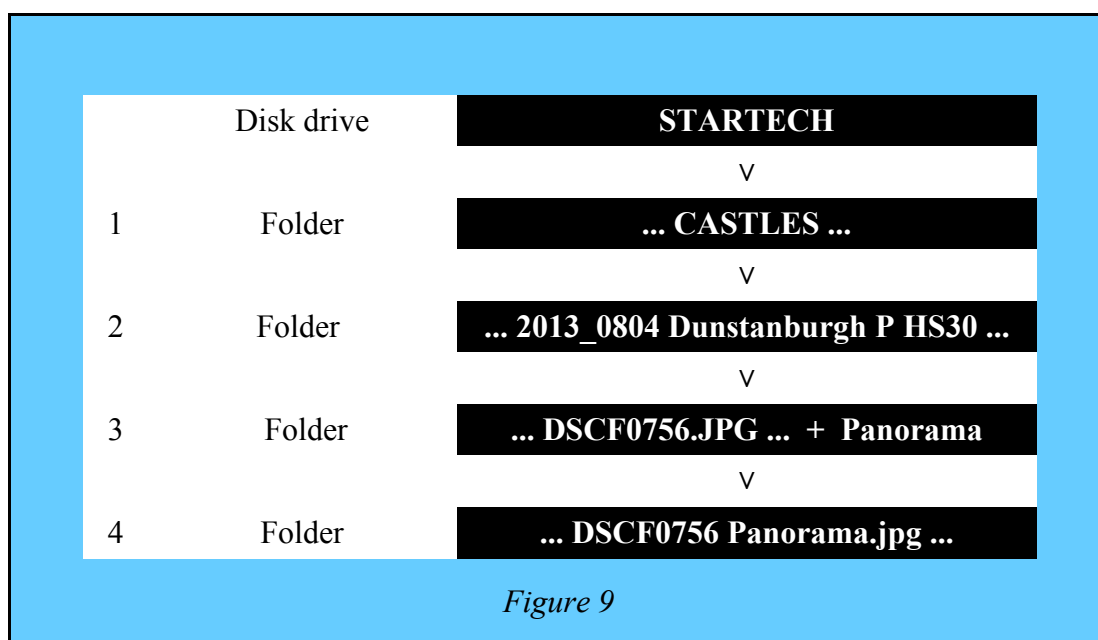 Disk drive STARTECH
∨
1 Folder ... CASTLES ...
∨
2 Folder ... 2013_0804 Dunstanburgh P HS30 ...
∨
3 Folder ... DSCF0756.JPG ... + Panorama
∨
4 Folder ... DSCF0756 Panorama.jpg ...
Figure 9